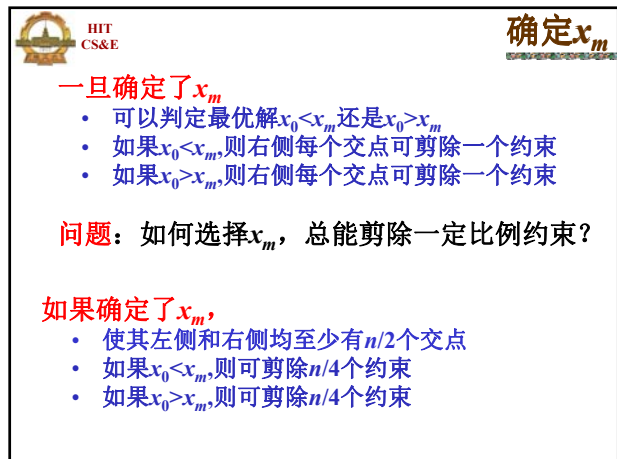 HIT
CS&E
确定xm
一旦确定了xm
• 可以判定最优解x0<xm还是x0>xm
• 如果x0<xm,则右侧每个交点可剪除一个约束
• 如果x0>xm,则右侧每个交点可剪除一个约束
问题：如何选择xm，总能剪除一定比例约束？
如果确定了xm，
• 使其左侧和右侧均至少有n/2个交点
• 如果x0<xm,则可剪除n/4个约束
• 如果x0>xm,则可剪除n/4个约束